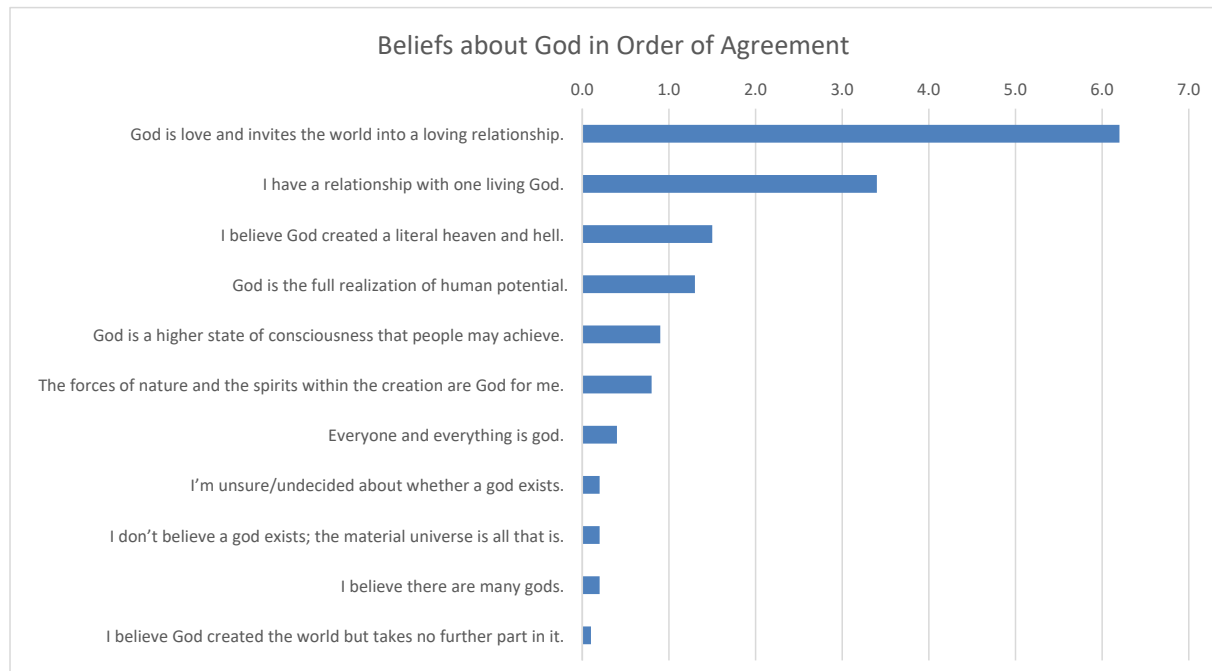 Beliefs about God in Order of Agreement
0.0 1.0 2.0 3.0 4.0 5.0 6.0 7.0
God is love and invites the world into a loving relationship.
I have a relationship with one living God.
I believe God created a literal heaven and hell.
God is the full realization of human potential.
God is a higher state of consciousness that people may achieve.
The forces of nature and the spirits within the creation are God for me.
Everyone and everything is god.
I’m unsure/undecided about whether a god exists.
I don’t believe a god exists; the material universe is all that is.
I believe there are many gods.
I believe God created the world but takes no further part in it.